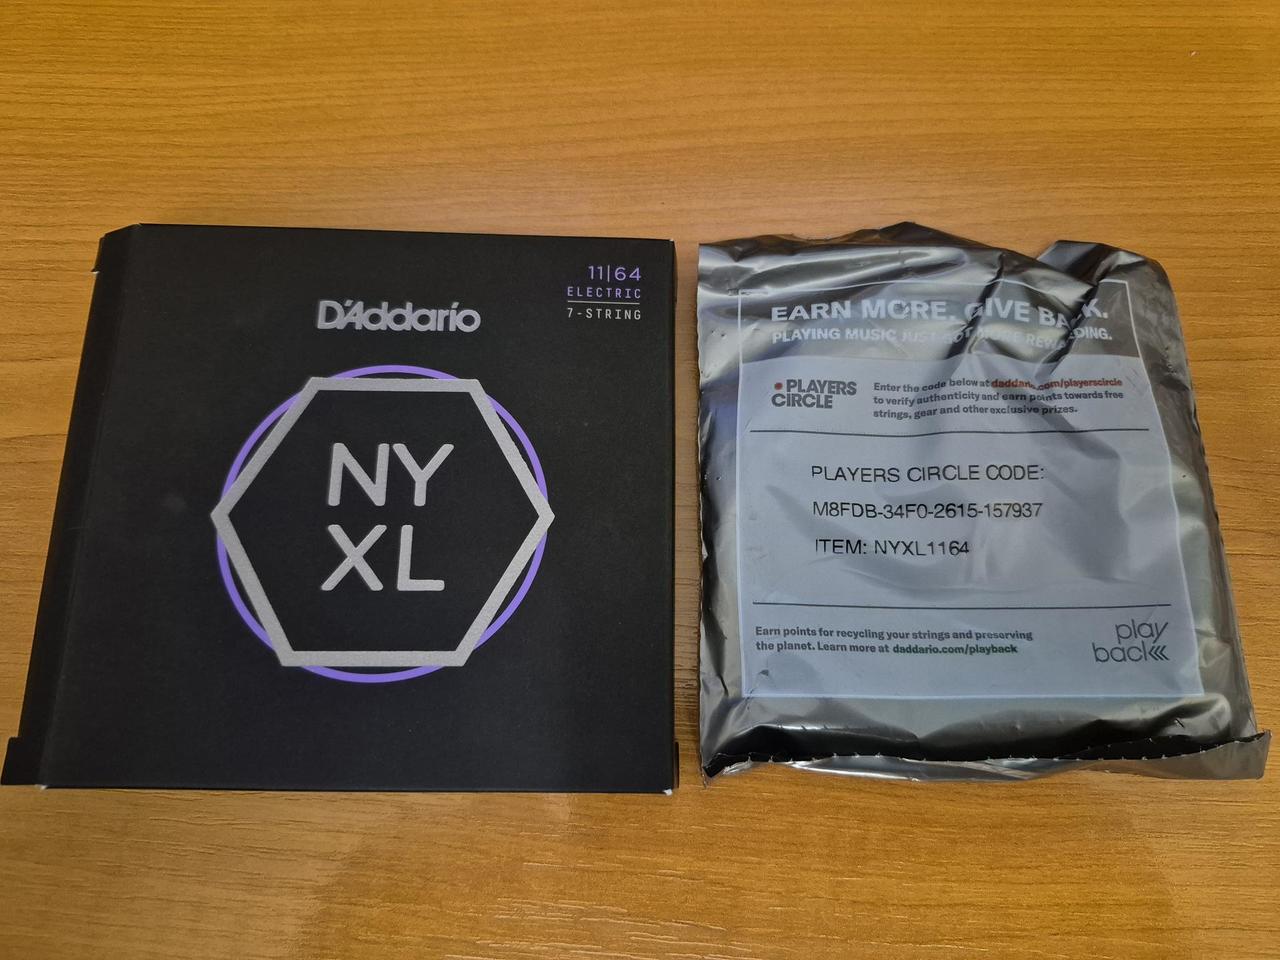 11|64
ELECTRIC
7-STRING
D'Addario
NY
XL
EARN MORE. GIVE BACK.
PLAYING MUSIC JUST GOT MORE REWARDING.
PLAYERS
CIRCLE
Enter the code below at daddario.com/playerscircle
to verify authenticity and earn points towards free
strings, gear and other exclusive prizes.
PLAYERS CIRCLE CODE:
M8FDB-34F0-2615-157937
ITEM: NYXL1164
Earn points for recycling your strings and preserving
the planet. Learn more at daddario.com/playback
play
back